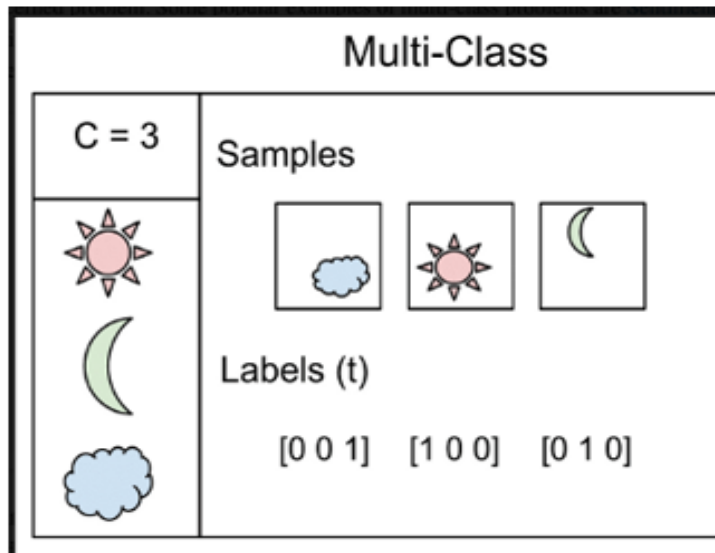 Multi-Class
C = 3
Samples
Labels (t)
[0 0 1] [1 0 0] [0 1 0]